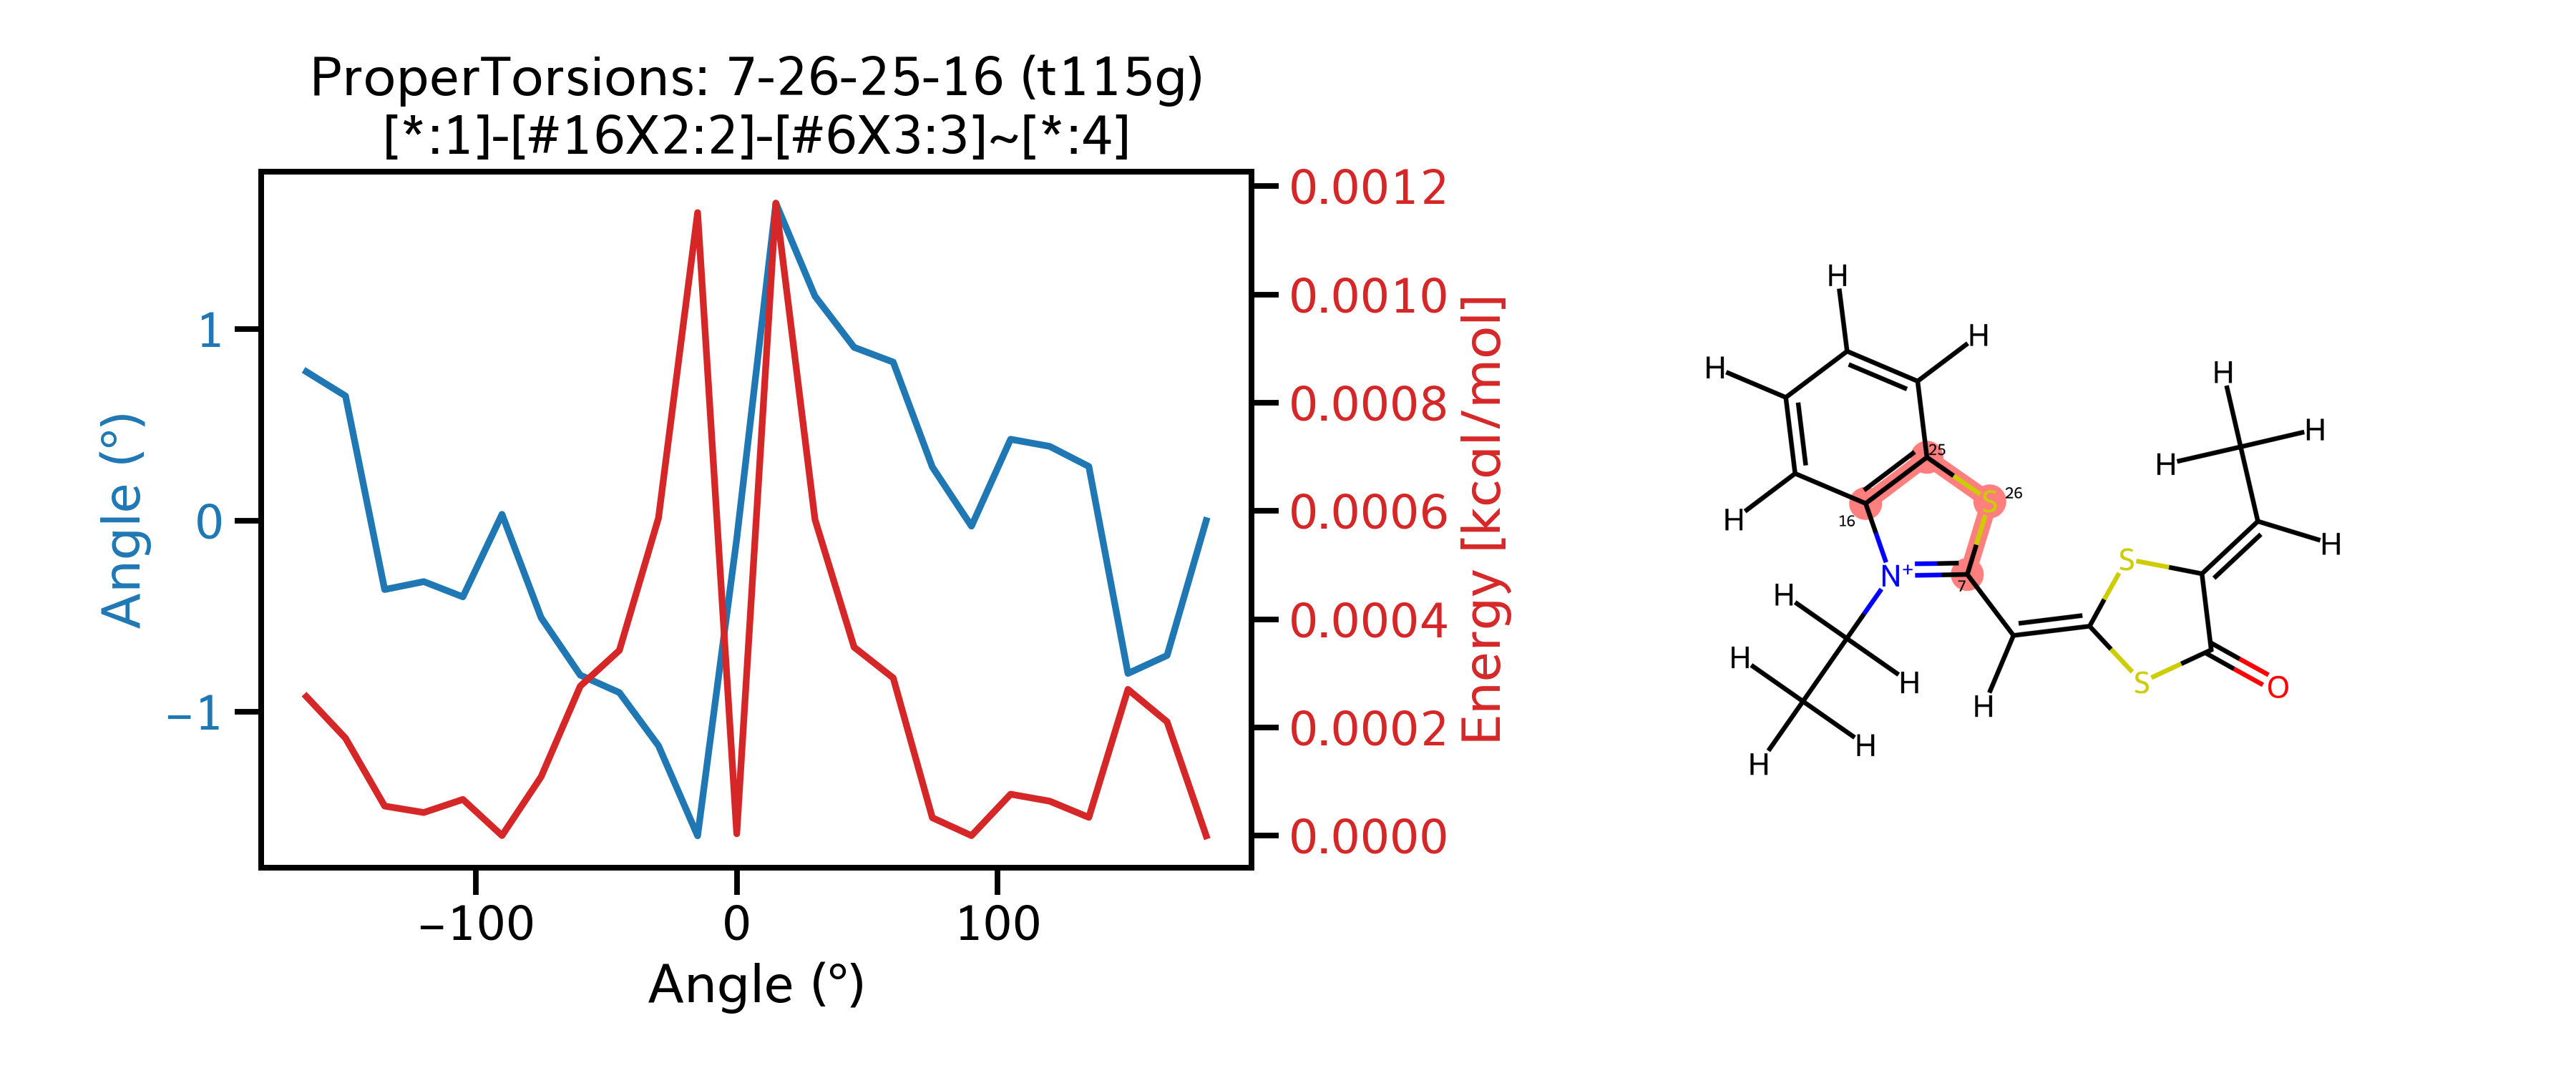 ProperTorsions: 7-26-25-16 (t115g)
[*:1]-[#16X2:2]-[#6X3:3]~[*:4]
Angle (°)
1
0
−1
0.0012
0.0010
0.0008
0.0006
0.0004
0.0002
0.0000
Energy [kcal/mol]
−100
0
100
Angle (°)
H
H
H
H
H
H
25
H
S
26
16
H
N⁺
7
S
H
H
H
S
O
H
H
H
H